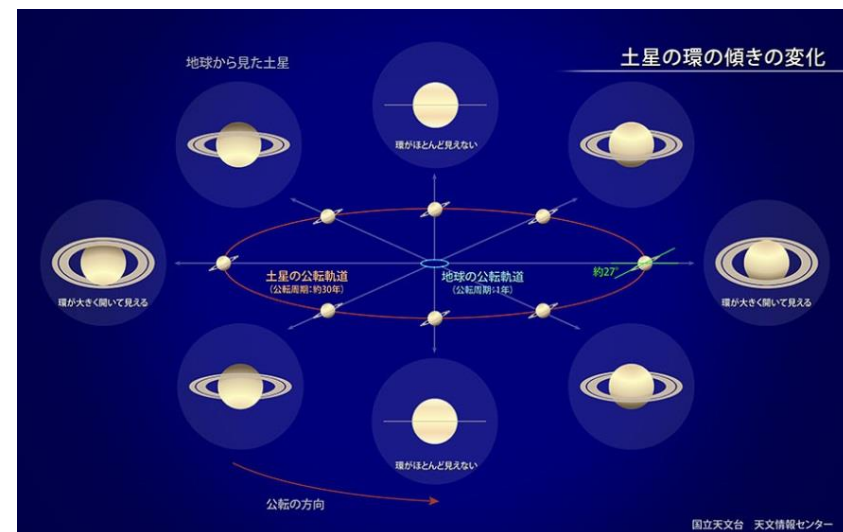 土星の環の傾きの変化
地球から見た土星
環がほとんど見えない
環が大きく開いて見える
土星の公転軌道
(公転周期：約30年)
地球の公転軌道
(公転周期：1年)
約27°
環が大きく開いて見える
環がほとんど見えない
公転の方向
国立天文台 天文情報センター